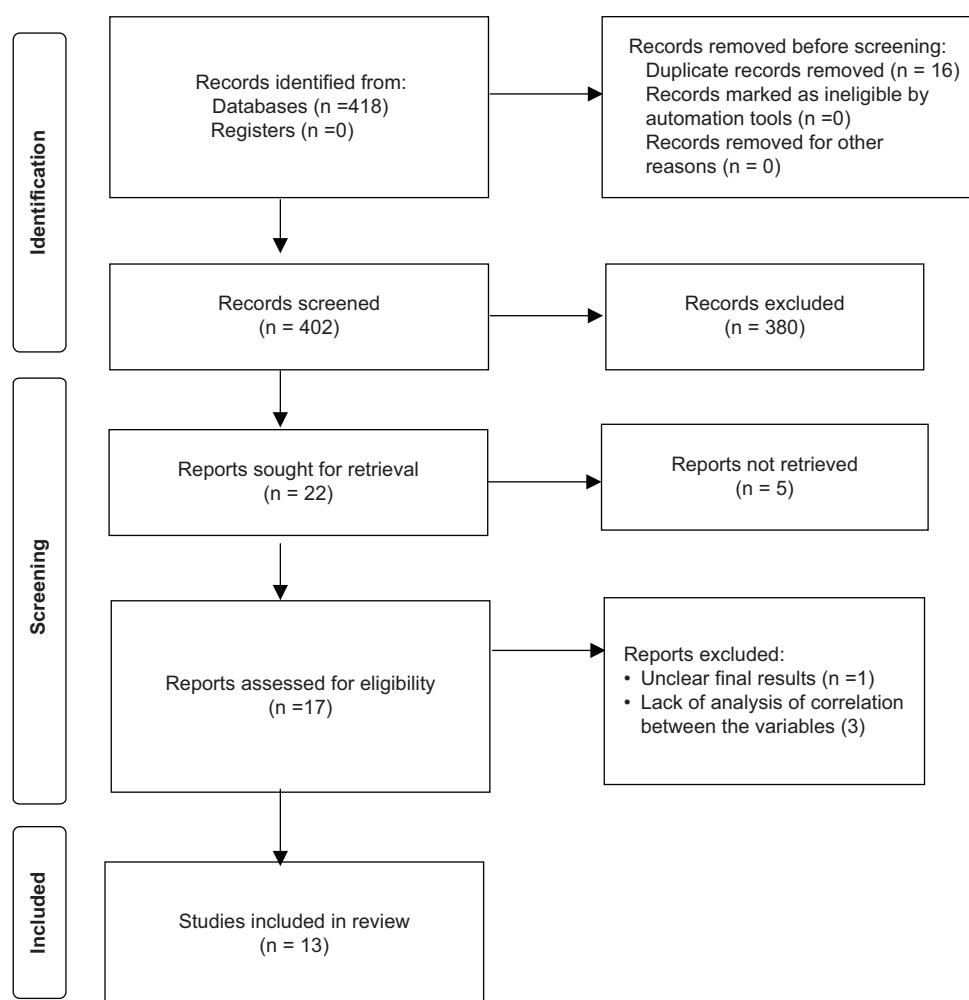 Identification
Records identified from:
Databases (n =418)
Registers (n =0)
Records removed before screening:
Duplicate records removed (n = 16)
Records marked as ineligible by
automation tools (n =0)
Records removed for other
reasons (n = 0)
Records screened
(n = 402)
Records excluded
(n = 380)
Screening
Reports sought for retrieval
(n = 22)
Reports not retrieved
(n = 5)
Reports assessed for eligibility
(n =17)
Reports excluded:
• Unclear final results (n =1)
• Lack of analysis of correlation
between the variables (3)
Included
Studies included in review
(n = 13)